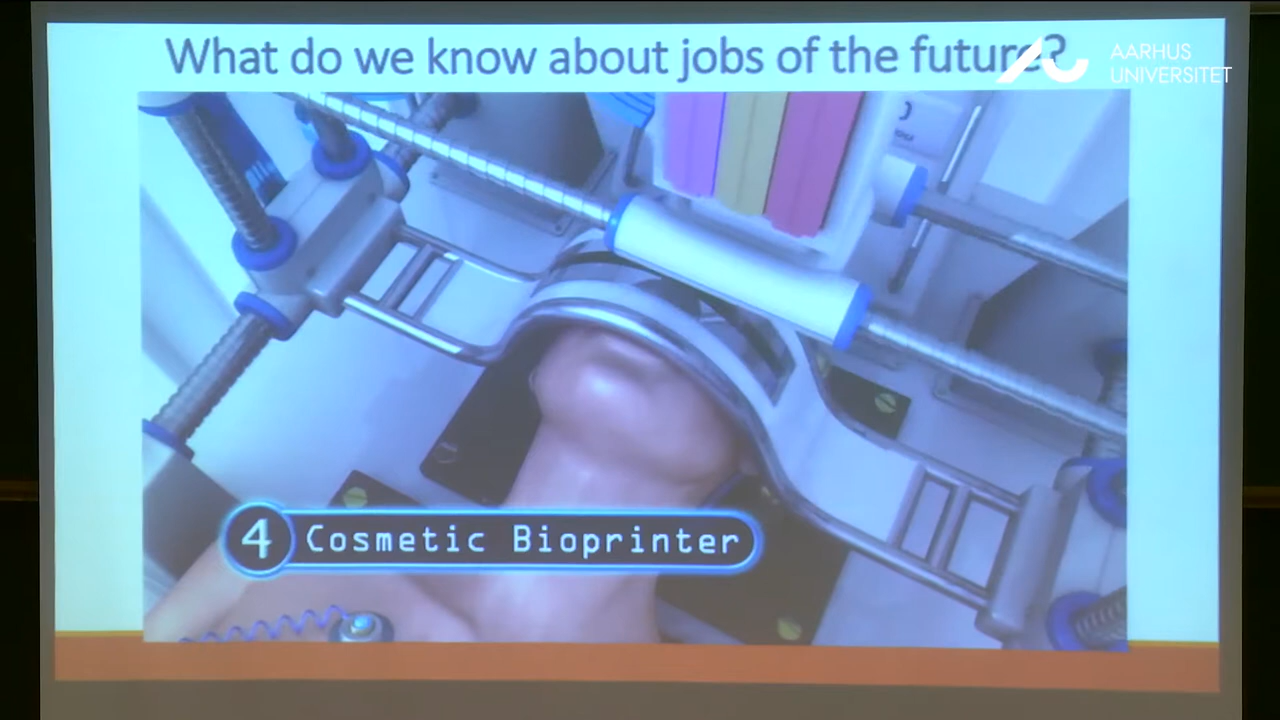 What do we know about jobs of the future?
AARHUS
UNIVERSITET
4 Cosmetic Bioprinter